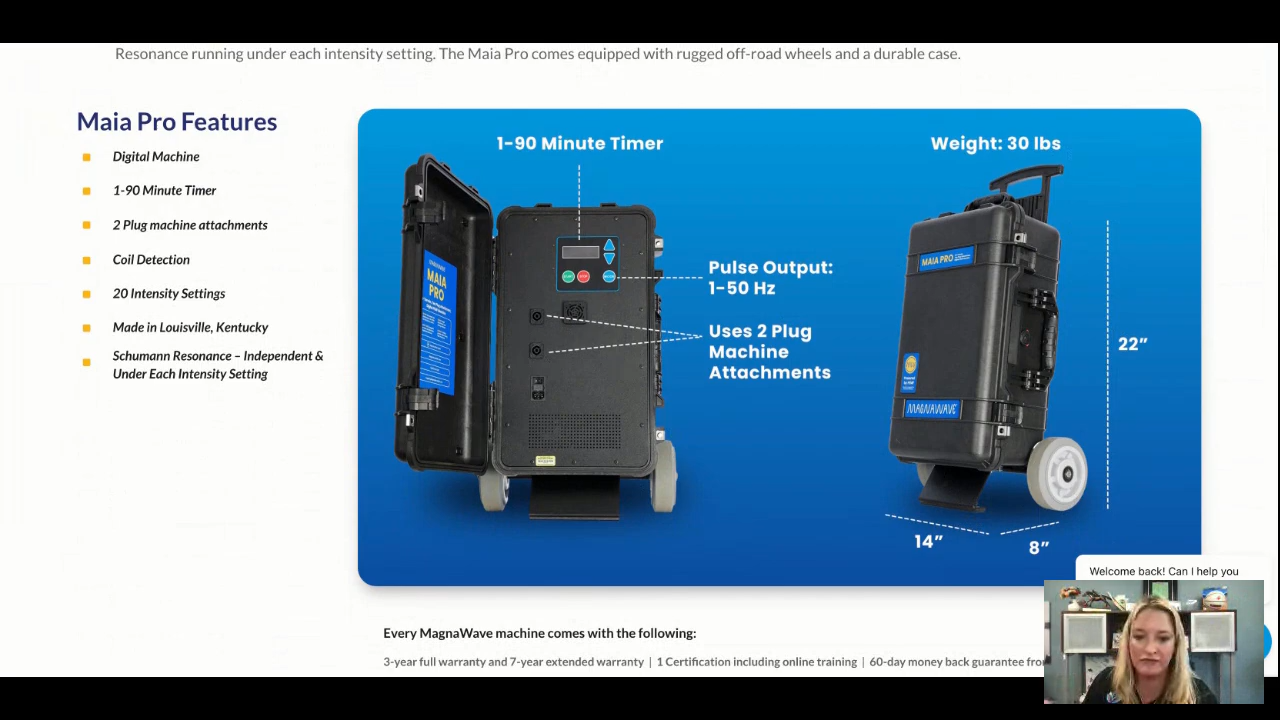 Resonance running under each intensity setting. The Maia Pro comes equipped with rugged off-road wheels and a durable case.
Maia Pro Features
Digital Machine
1-90 Minute Timer
2 Plug machine attachments
Coil Detection
20 Intensity Settings
Made in Louisville, Kentucky
Schumann Resonance – Independent &
Under Each Intensity Setting
1-90 Minute Timer
Weight: 30 lbs
Pulse Output:
1-50 Hz
Uses 2 Plug
Machine
Attachments
MAIA
PRO
MAIA PRO
MAGNAWAVE
22”
14”
8”
Welcome back! Can I help you
Every MagnaWave machine comes with the following:
3-year full warranty and 7-year extended warranty | 1 Certification including online training | 60-day money back guarantee